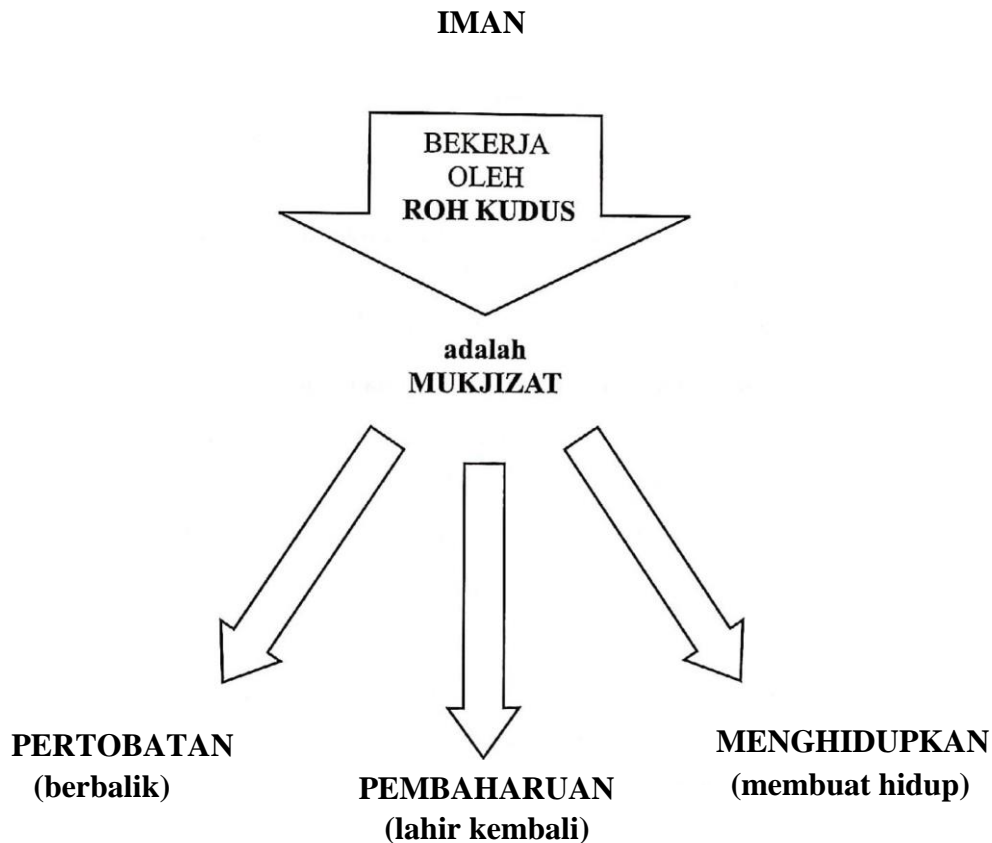 IMAN
BEKERJA
OLEH
ROH KUDUS
adalah
MUKJIZAT
PERTOBATAN
(berbalik)
PEMBAHARUAN
(lahir kembali)
MENGHIDUPKAN
(membuat hidup)